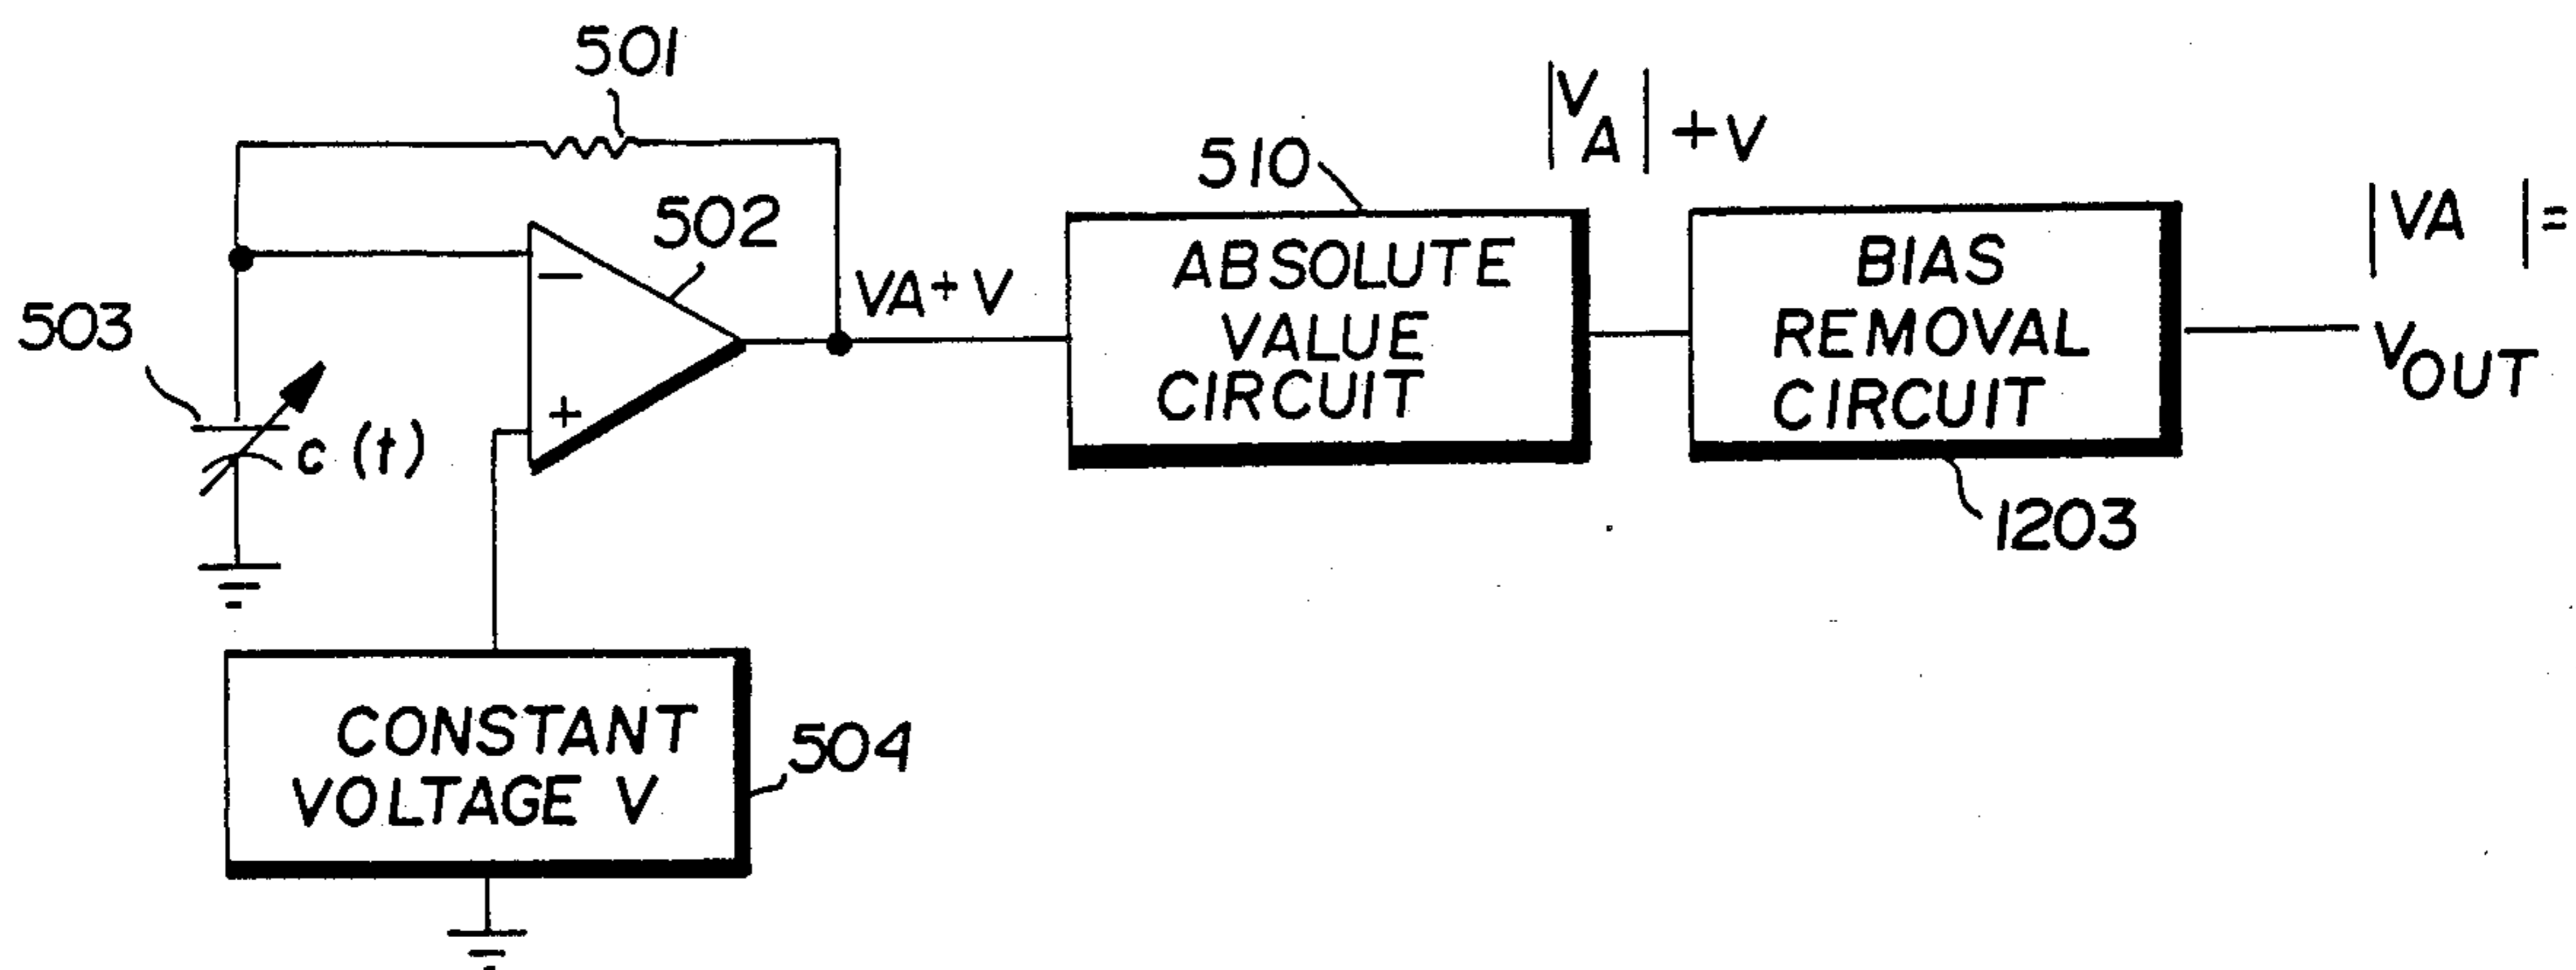 501
502
503
c (t)
VA + V
510
ABSOLUTE
VALUE
CIRCUIT
|VA| + V
BIAS
REMOVAL
CIRCUIT
1203
|VA | =
VOUT
CONSTANT
VOLTAGE V
504